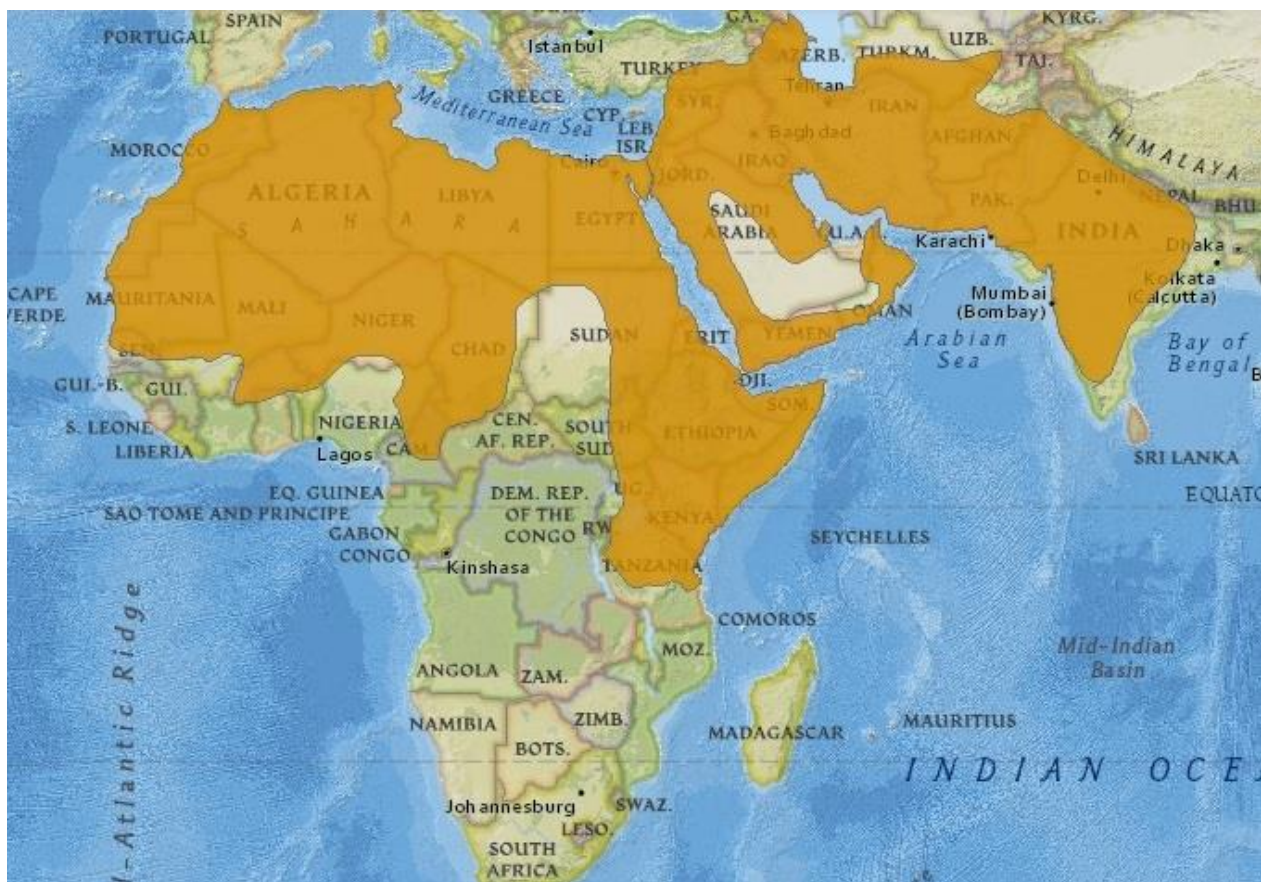 SPAIN
PORTUGAL
GA.
UZB.
KYRG.
Istanbul
AZERB.
TURKM.
TAJ.
TURKEY
Tehran
GREECE
Mediterranean Sea
CYP.
SYR.
IRAN
LEB.
ISR.
Baghdad
AFGHAN.
HIMALAYA
MOROCCO
Cairo
IRAQ
JORD.
Delhi
ALGERIA
LIBYA
EGYPT
SAUDI
ARABIA
PAK.
NEPAL
BHU
SAHARA
U.A.E.
Karachi
INDIA
Dhaka
CAPE
VERDE
MAURITANIA
MALI
NIGER
CHAD
SUDAN
ERIT
YEMEN
OMAN
Mumbai
(Bombay)
Kolkata
(Calcutta)
Arabian
Sea
Bay of
Bengal
SEN.
GUI.-B.
GUI.
S. LEONE
LIBERIA
NIGERIA
Lagos
CAM.
CEN.
AF. REP.
SOUTH
SUD
DJI.
SOM.
ETHIOPIA
B
SRI LANKA
EQ. GUINEA
SAO TOME AND PRINCIPE
GABON
CONGO
DEM. REP.
OF THE
CONGO
UG.
RW
KENYA
EQUATO
SEYCHELLES
Kinshasa
TANZANIA
COMOROS
ANGOLA
ZAM.
MOZ.
Mid-Indian
Basin
NAMIBIA
ZIMB.
BOTS.
MADAGASCAR
MAURITIUS
INDIAN OCE
Johannesburg
SWAZ.
LESO.
SOUTH
AFRICA
-Atlantic Ridge